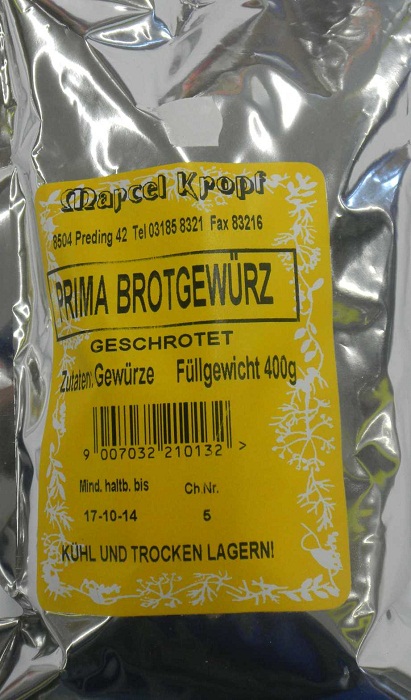 Marcel Kropf
8504 Preding 42 Tel 03185 8321 Fax 83216
PRIMA BROTGEWÜRZ
GESCHROTET
Zutaten: Gewürze Füllgewicht 400g
9 007032 210132 >
Mind. haltb. bis Ch.Nr.
17-10-14 5
KÜHL UND TROCKEN LAGERN!